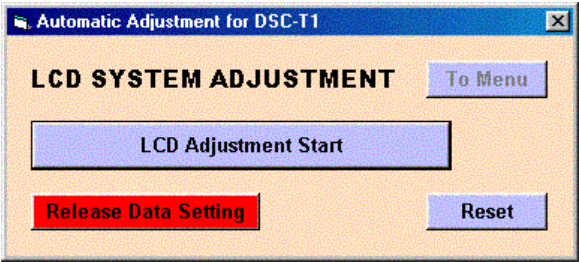 Automatic Adjustment for DSC-T1
LCD SYSTEM ADJUSTMENT
To Menu
LCD Adjustment Start
Release Data Setting
Reset